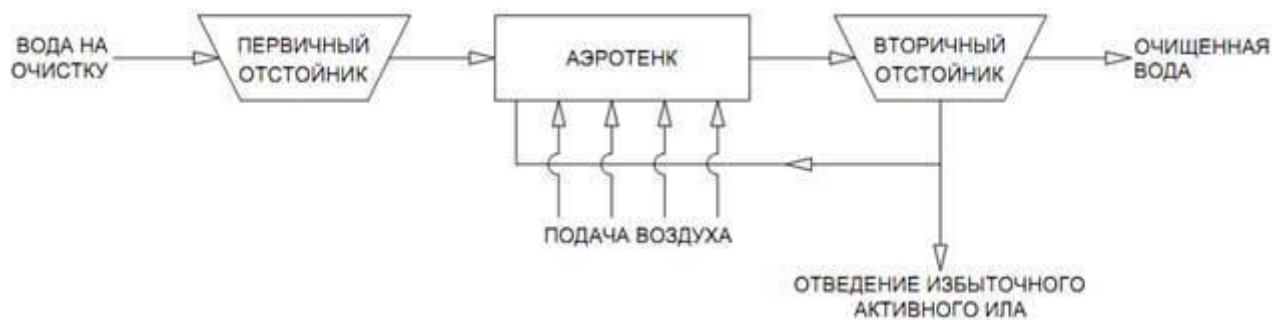 ВОДА НА
ОЧИСТКУ
ПЕРВИЧНЫЙ
ОТСТОЙНИК
АЭРОТЕНК
ВТОРИЧНЫЙ
ОТСТОЙНИК
ОЧИЩЕННАЯ
ВОДА
ПОДАЧА ВОЗДУХА
ОТВЕДЕНИЕ ИЗБЫТОЧНОГО
АКТИВНОГО ИЛА